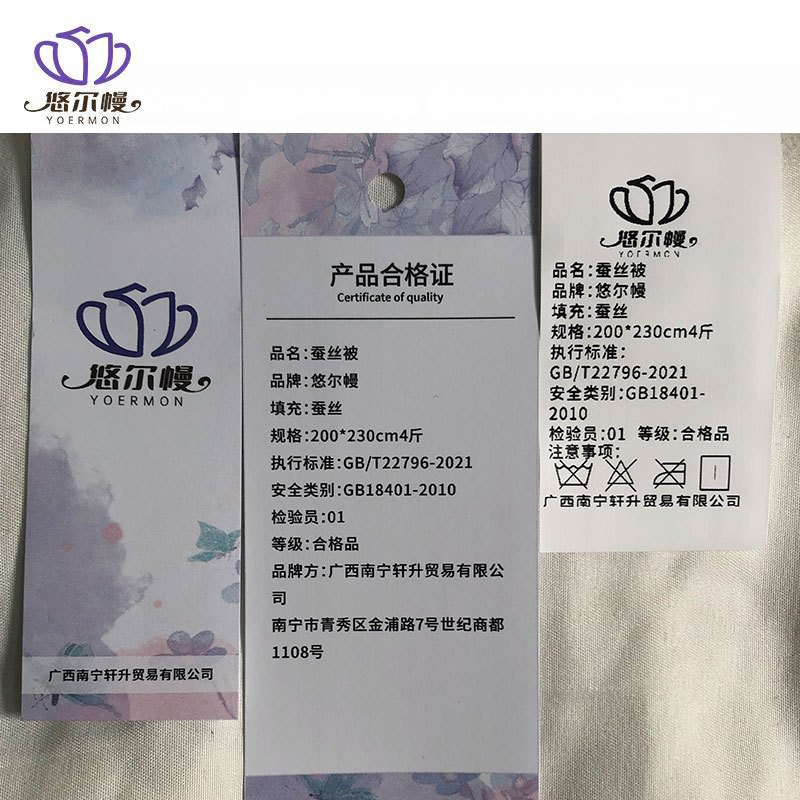 悠尔幔
YOERMON
悠尔幔
YOERMON
广西南宁轩升贸易有限公司
产品合格证
Certificate of quality
品名:蚕丝被
品牌:悠尔幔
填充:蚕丝
规格:200*230cm4斤
执行标准:GB/T22796-2021
安全类别:GB18401-2010
检验员:01
等级:合格品
品牌方:广西南宁轩升贸易有限公
司
南宁市青秀区金浦路7号世纪商都
1108号
悠尔幔
YOERMON
品名:蚕丝被
品牌:悠尔幔
填充:蚕丝
规格:200*230cm4斤
执行标准:
GB/T22796-2021
安全类别:GB18401-
2010
检验员:01 等级:合格品
注意事项:
广西南宁轩升贸易有限公司